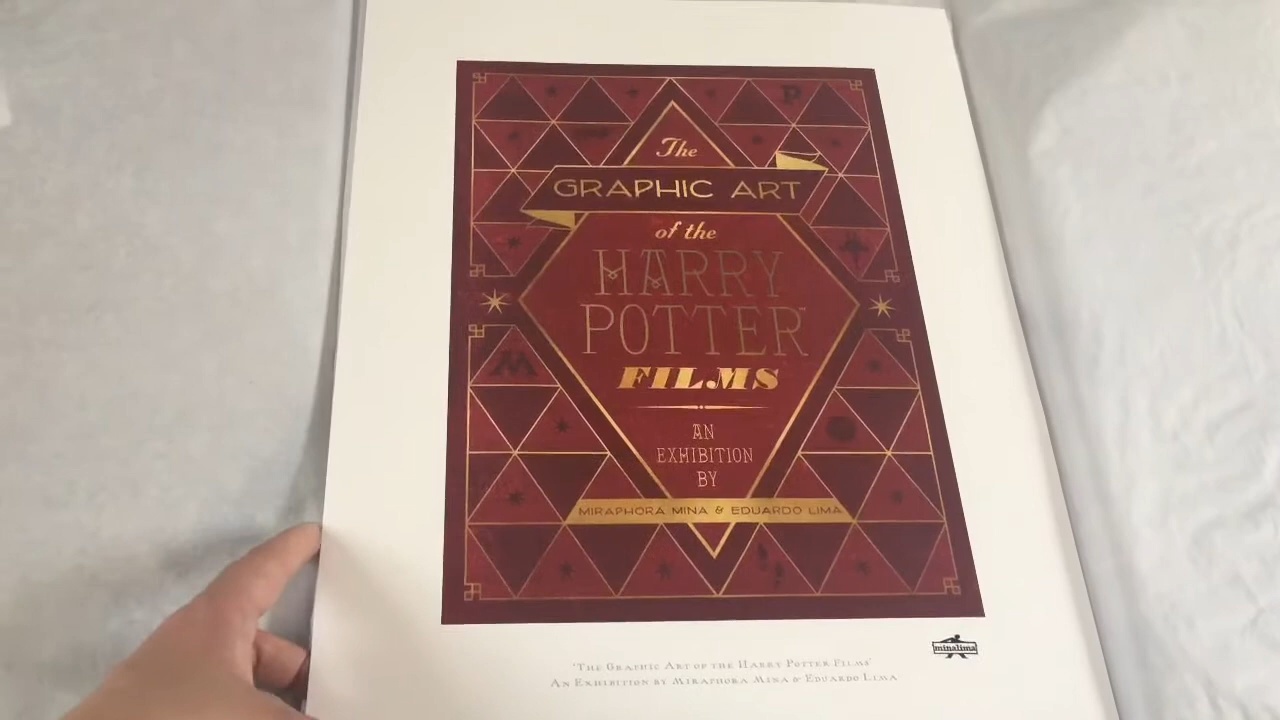 The
GRAPHIC ART
of the
HARRY
POTTER™
FILMS
AN
EXHIBITION
BY
MIRAPHORA MINA & EDUARDO LIMA
P
M
minalima
'THE GRAPHIC ART OF THE HARRY POTTER FILMS'
AN EXHIBITION BY MIRAPHORA MINA & EDUARDO LIMA